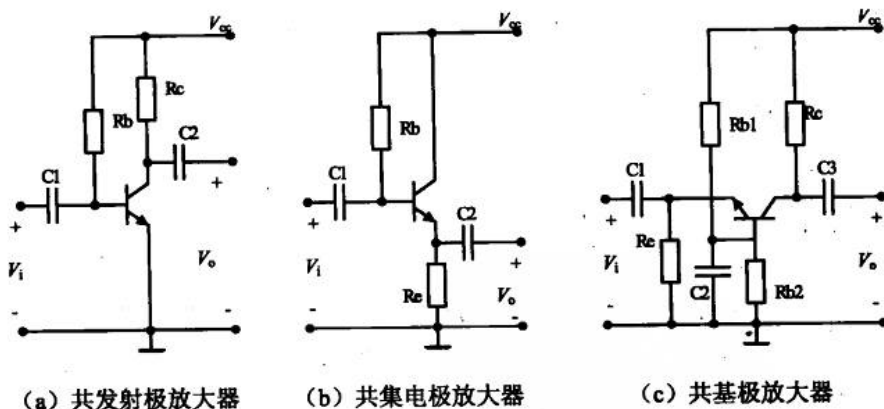 Vcc
Rc
Rb
C2
C1
+
+
Vi
Vo
-
-
(a) 共发射极放大器
Vcc
Rb
C1
C2
+
+
Vi
Re
Vo
-
-
(b) 共集电极放大器
Vcc
Rb1
Rc
C1
C3
+
+
Vi
Re
C2
Rb2
Vo
-
-
(c) 共基极放大器